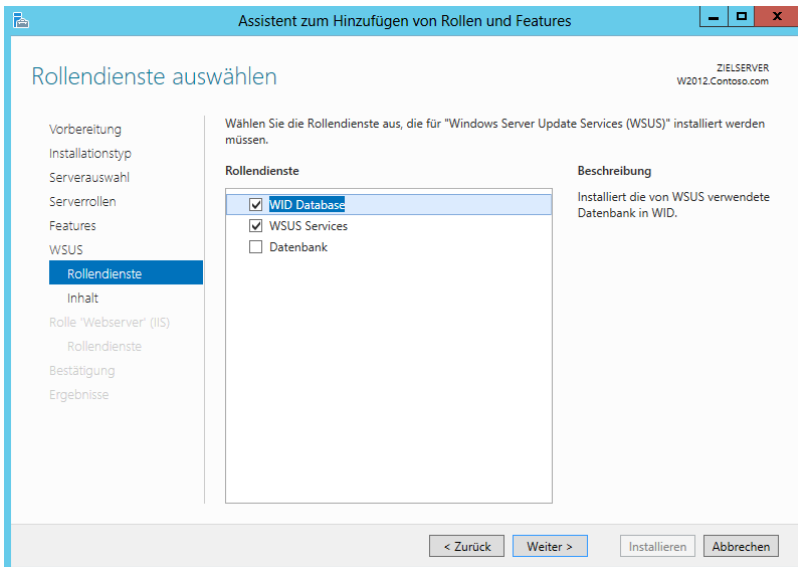 Assistent zum Hinzufügen von Rollen und Features
Rollendienste auswählen
ZIELSERVER
W2012.Contoso.com
Vorbereitung
Installationstyp
Serverauswahl
Serverrollen
Features
WSUS
Rollendienste
Inhalt
Rolle "Webserver" (IIS)
Rollendienste
Bestätigung
Ergebnisse
Wählen Sie die Rollendienste aus, die für "Windows Server Update Services (WSUS)" installiert werden
müssen.
Rollendienste
WID Database
WSUS Services
Datenbank
Beschreibung
Installiert die von WSUS verwendete
Datenbank in WID.
< Zurück
Weiter >
Installieren
Abbrechen